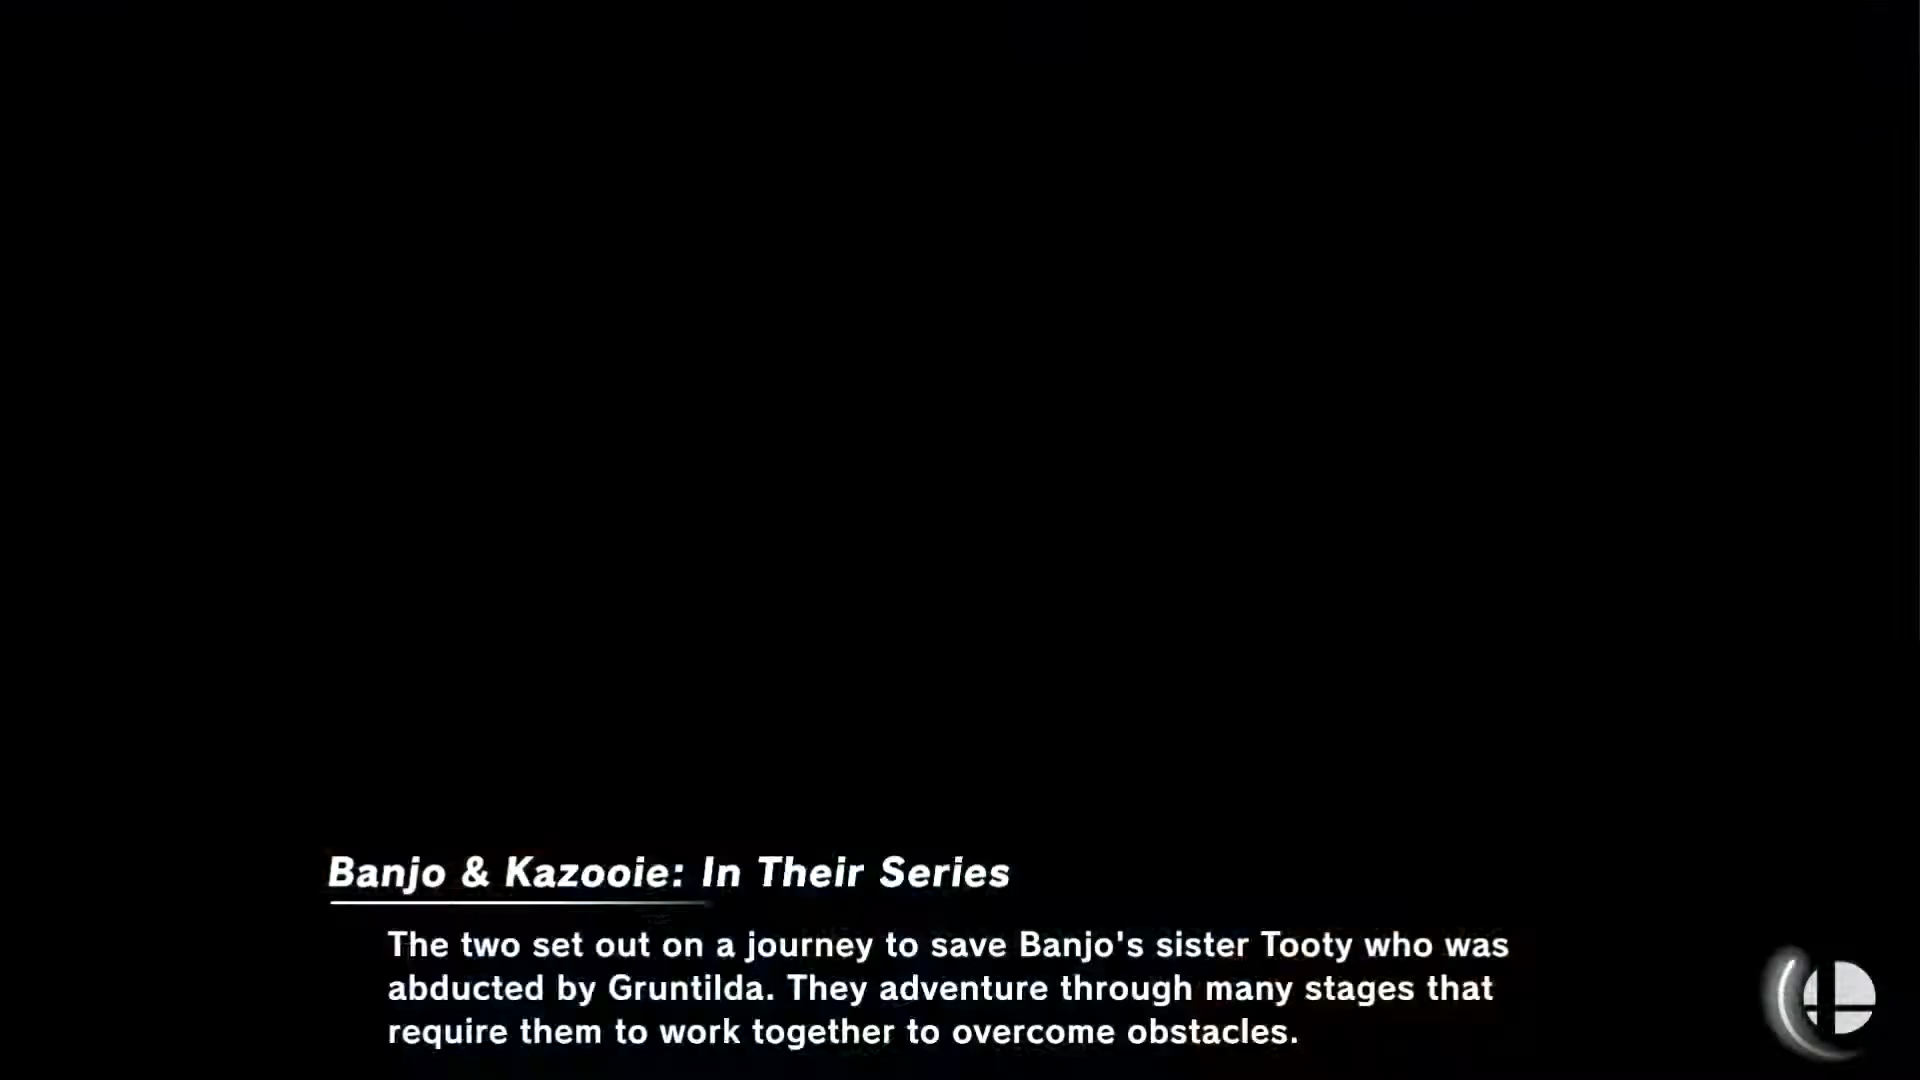 Banjo & Kazooie: In Their Series
The two set out on a journey to save Banjo's sister Tooty who was
abducted by Gruntilda. They adventure through many stages that
require them to work together to overcome obstacles.